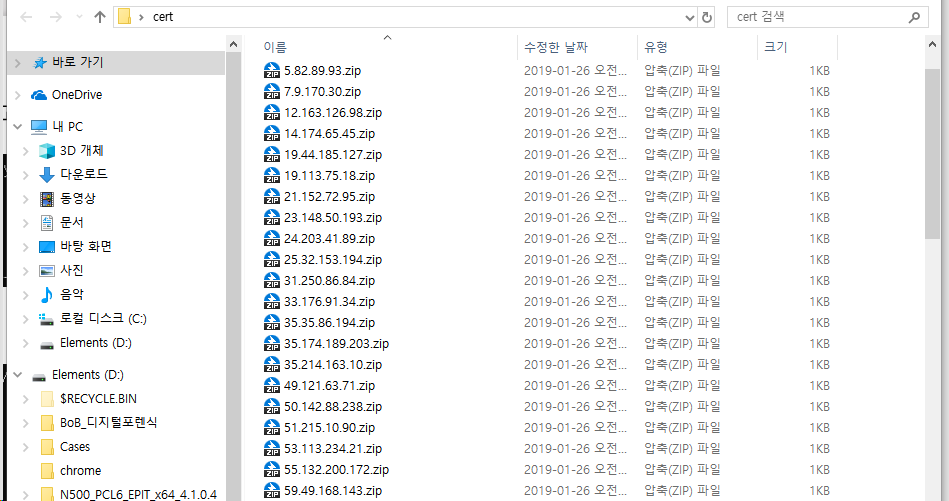 cert
cert 검색
이름 수정한 날짜 유형 크기
바로 가기
OneDrive
내 PC
3D 개체
다운로드
동영상
문서
바탕 화면
사진
음악
로컬 디스크 (C:)
Elements (D:)
Elements (D:)
$RECYCLE.BIN
BoB_디지털포렌식
Cases
chrome
N500_PCL6_EPIT_x64_4.1.0.4
5.82.89.93.zip 2019-01-26 오전... 압축(ZIP) 파일 1KB
7.9.170.30.zip 2019-01-26 오전... 압축(ZIP) 파일 1KB
12.163.126.98.zip 2019-01-26 오전... 압축(ZIP) 파일 1KB
14.174.65.45.zip 2019-01-26 오전... 압축(ZIP) 파일 1KB
19.44.185.127.zip 2019-01-26 오전... 압축(ZIP) 파일 1KB
19.113.75.18.zip 2019-01-26 오전... 압축(ZIP) 파일 1KB
21.152.72.95.zip 2019-01-26 오전... 압축(ZIP) 파일 1KB
23.148.50.193.zip 2019-01-26 오전... 압축(ZIP) 파일 1KB
24.203.41.89.zip 2019-01-26 오전... 압축(ZIP) 파일 1KB
25.32.153.194.zip 2019-01-26 오전... 압축(ZIP) 파일 1KB
31.250.86.84.zip 2019-01-26 오전... 압축(ZIP) 파일 1KB
33.176.91.34.zip 2019-01-26 오전... 압축(ZIP) 파일 1KB
35.35.86.194.zip 2019-01-26 오전... 압축(ZIP) 파일 1KB
35.174.189.203.zip 2019-01-26 오전... 압축(ZIP) 파일 1KB
35.214.163.10.zip 2019-01-26 오전... 압축(ZIP) 파일 1KB
49.121.63.71.zip 2019-01-26 오전... 압축(ZIP) 파일 1KB
50.142.88.238.zip 2019-01-26 오전... 압축(ZIP) 파일 1KB
51.215.10.90.zip 2019-01-26 오전... 압축(ZIP) 파일 1KB
53.113.234.21.zip 2019-01-26 오전... 압축(ZIP) 파일 1KB
55.132.200.172.zip 2019-01-26 오전... 압축(ZIP) 파일 1KB
59.49.168.143.zip 2019-01-26 오전... 압축(ZIP) 파일 1KB